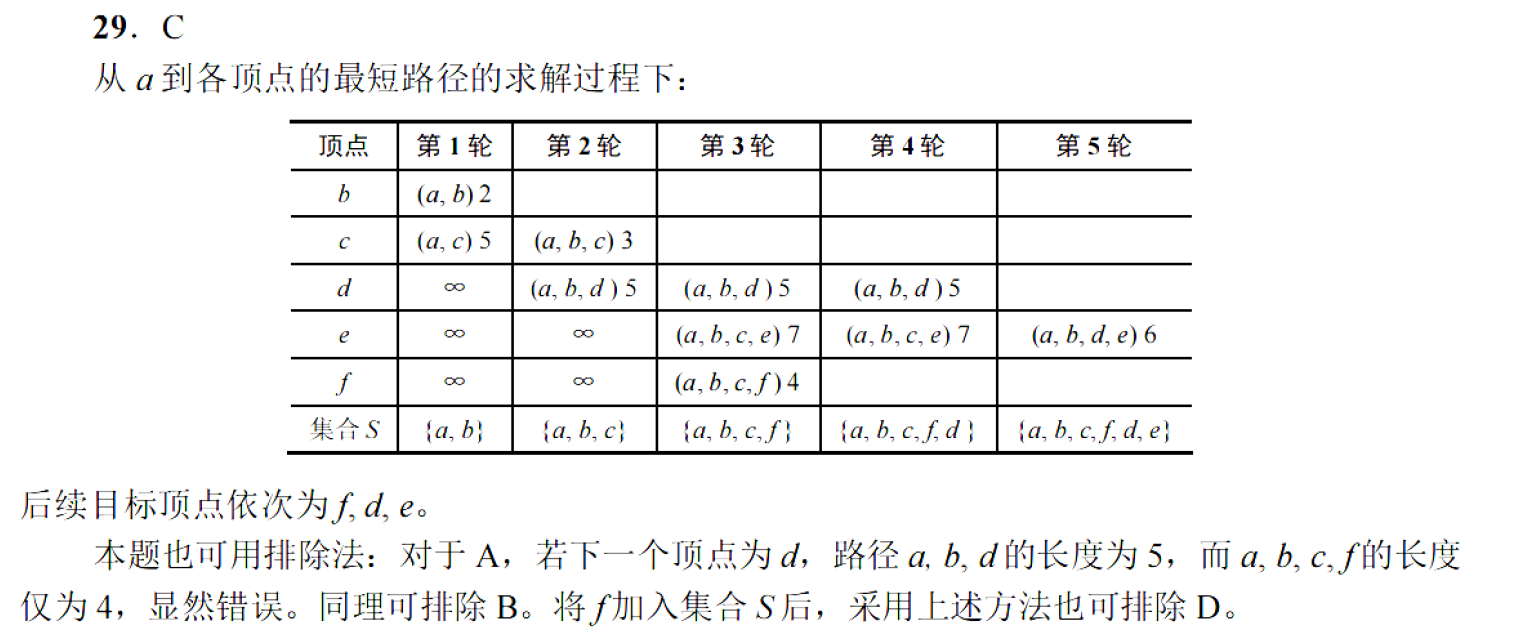 29. C
从 a 到各顶点的最短路径的求解过程下：
顶点 第 1 轮 第 2 轮 第 3 轮 第 4 轮 第 5 轮
b (a, b) 2
c (a, c) 5 (a, b, c) 3
d ∞ (a, b, d ) 5 (a, b, d ) 5 (a, b, d ) 5
e ∞ ∞ (a, b, c, e) 7 (a, b, c, e) 7 (a, b, d, e) 6
f ∞ ∞ (a, b, c, f ) 4
集合 S {a, b} {a, b, c} {a, b, c, f } {a, b, c, f, d } {a, b, c, f, d, e}
后续目标顶点依次为 f, d, e。
本题也可用排除法：对于 A，若下一个顶点为 d，路径 a, b, d 的长度为 5，而 a, b, c, f 的长度
仅为 4，显然错误。同理可排除 B。将 f 加入集合 S 后，采用上述方法也可排除 D。